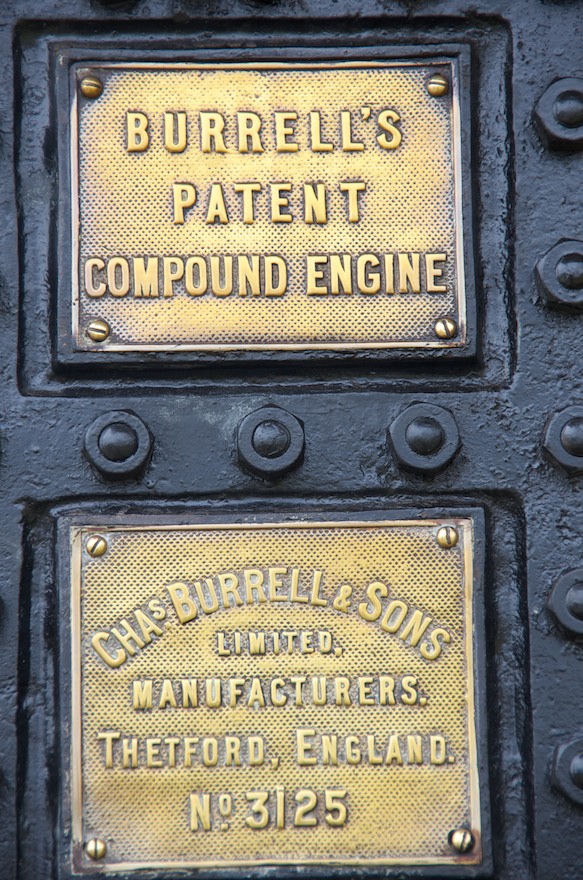 BURRELL'S
PATENT
COMPOUND ENGINE
CHAS. BURRELL & SONS
LIMITED,
MANUFACTURERS.
THETFORD, ENGLAND.
Nº 3125